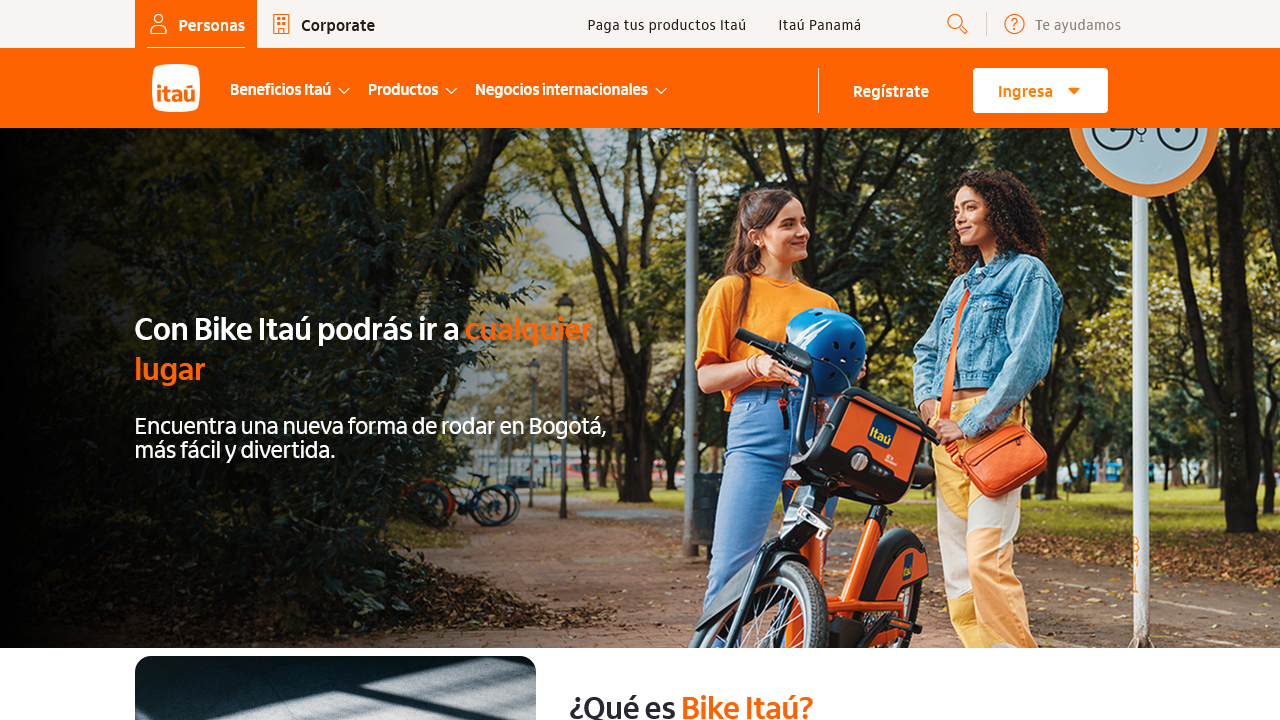 Personas
Corporate
Paga tus productos Itaú
Itaú Panamá
Te ayudamos
itaú
Beneficios Itaú
Productos
Negocios internacionales
Regístrate
Ingresa
Con Bike Itaú podrás ir a cualquier
lugar
Encuentra una nueva forma de rodar en Bogotá,
más fácil y divertida.
Itaú
¿Qué es Bike Itaú?